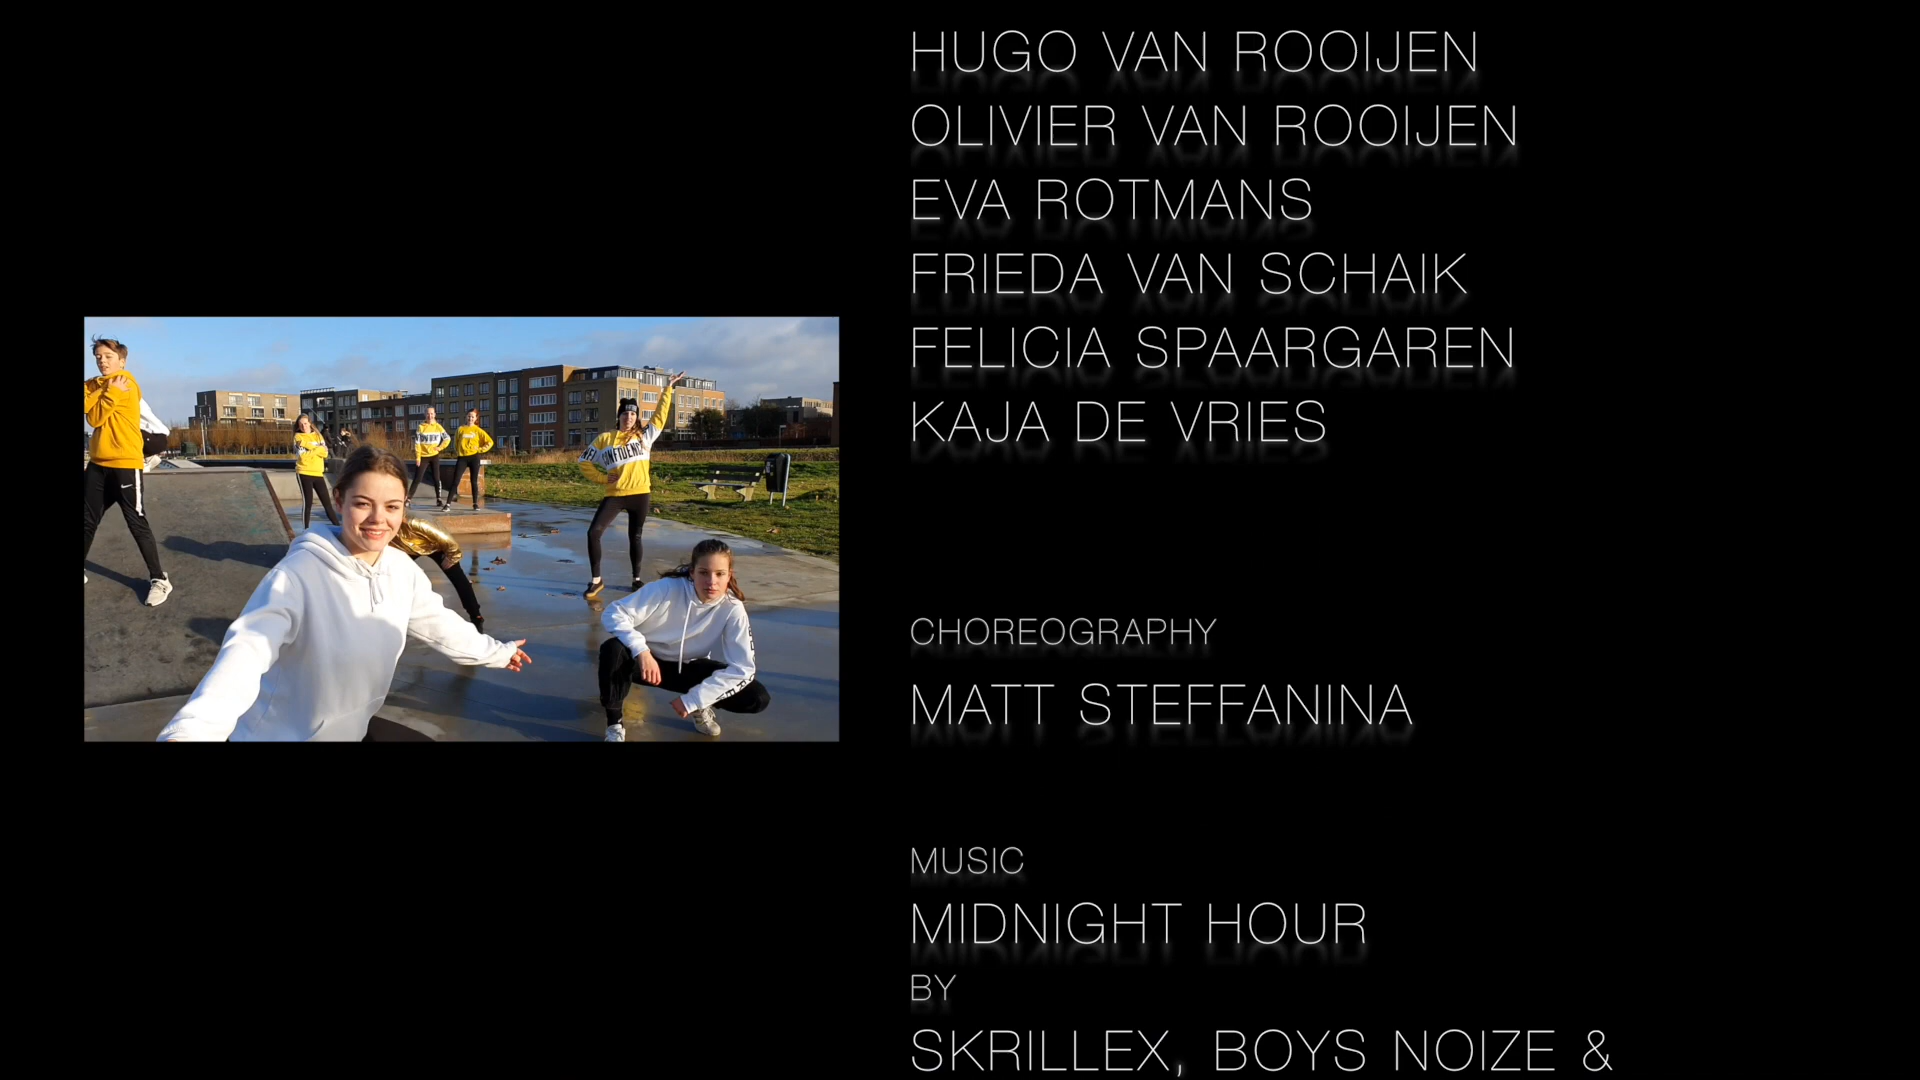 HUGO VAN ROOIJEN
OLIVIER VAN ROOIJEN
EVA ROTMANS
FRIEDA VAN SCHAIK
FELICIA SPAARGAREN
KAJA DE VRIES
CHOREOGRAPHY
MATT STEFFANINA
MUSIC
MIDNIGHT HOUR
BY
SKRILLEX, BOYS NOIZE &